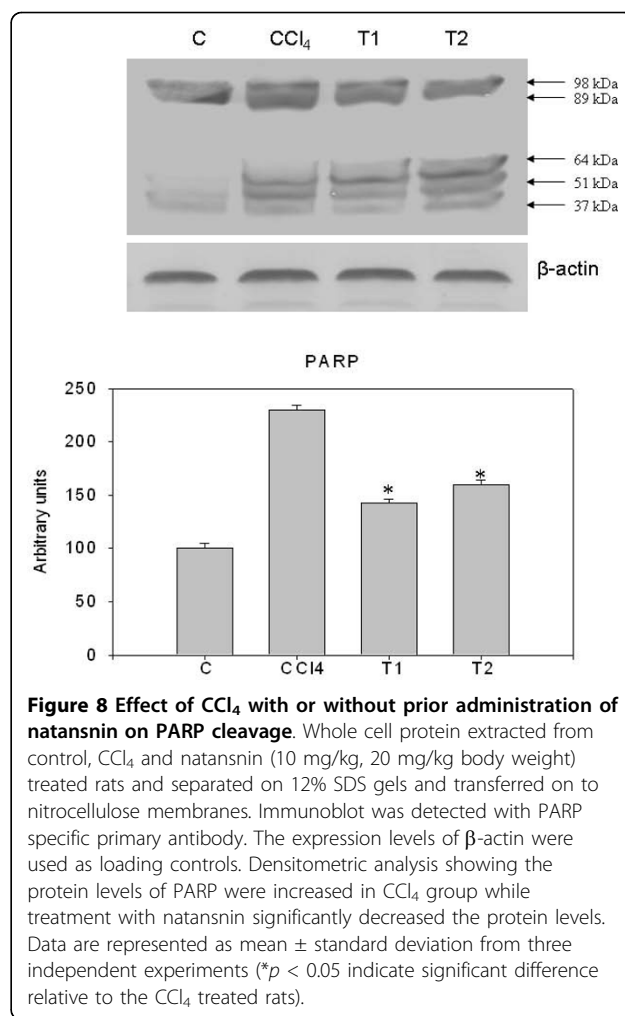 C CCl₄ T1 T2
98 kDa
89 kDa
64 kDa
51 kDa
37 kDa
β-actin
PARP
250
200
150
100
50
0
Arbitrary units
* *
C CCl4 T1 T2
Figure 8 Effect of CCl₄ with or without prior administration of
natansnin on PARP cleavage. Whole cell protein extracted from
control, CCl₄ and natansnin (10 mg/kg, 20 mg/kg body weight)
treated rats and separated on 12% SDS gels and transferred on to
nitrocellulose membranes. Immunoblot was detected with PARP
specific primary antibody. The expression levels of β-actin were
used as loading controls. Densitometric analysis showing the
protein levels of PARP were increased in CCl₄ group while
treatment with natansnin significantly decreased the protein levels.
Data are represented as mean ± standard deviation from three
independent experiments (*p < 0.05 indicate significant difference
relative to the CCl₄ treated rats).